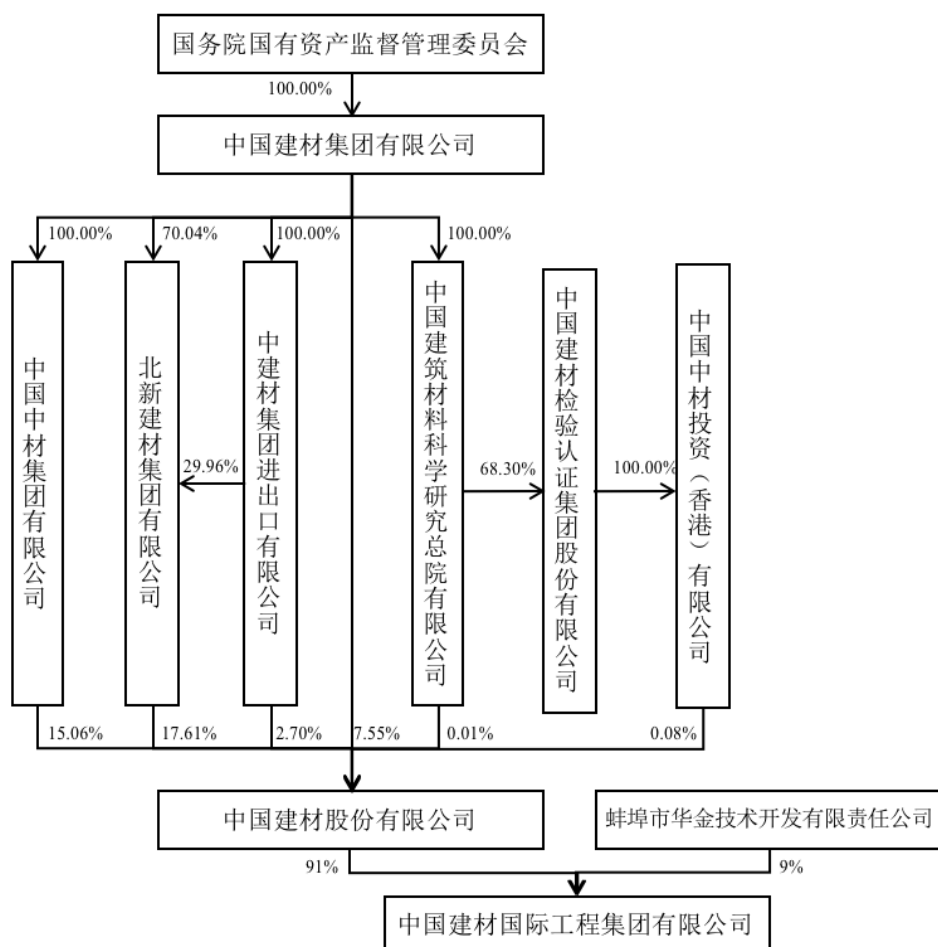 国务院国有资产监督管理委员会
100.00%
中国建材集团有限公司
100.00%
70.04%
100.00%
100.00%
中国中材集团有限公司
北新建材集团有限公司
中建材集团进出口有限公司
中国建筑材料科学研究总院有限公司
中国建材检验认证集团股份有限公司
中国中材投资（香港）有限公司
29.96%
68.30%
100.00%
15.06%
17.61%
2.70%
7.55%
0.01%
0.08%
中国建材股份有限公司
蚌埠市华金技术开发有限责任公司
91%
9%
中国建材国际工程集团有限公司